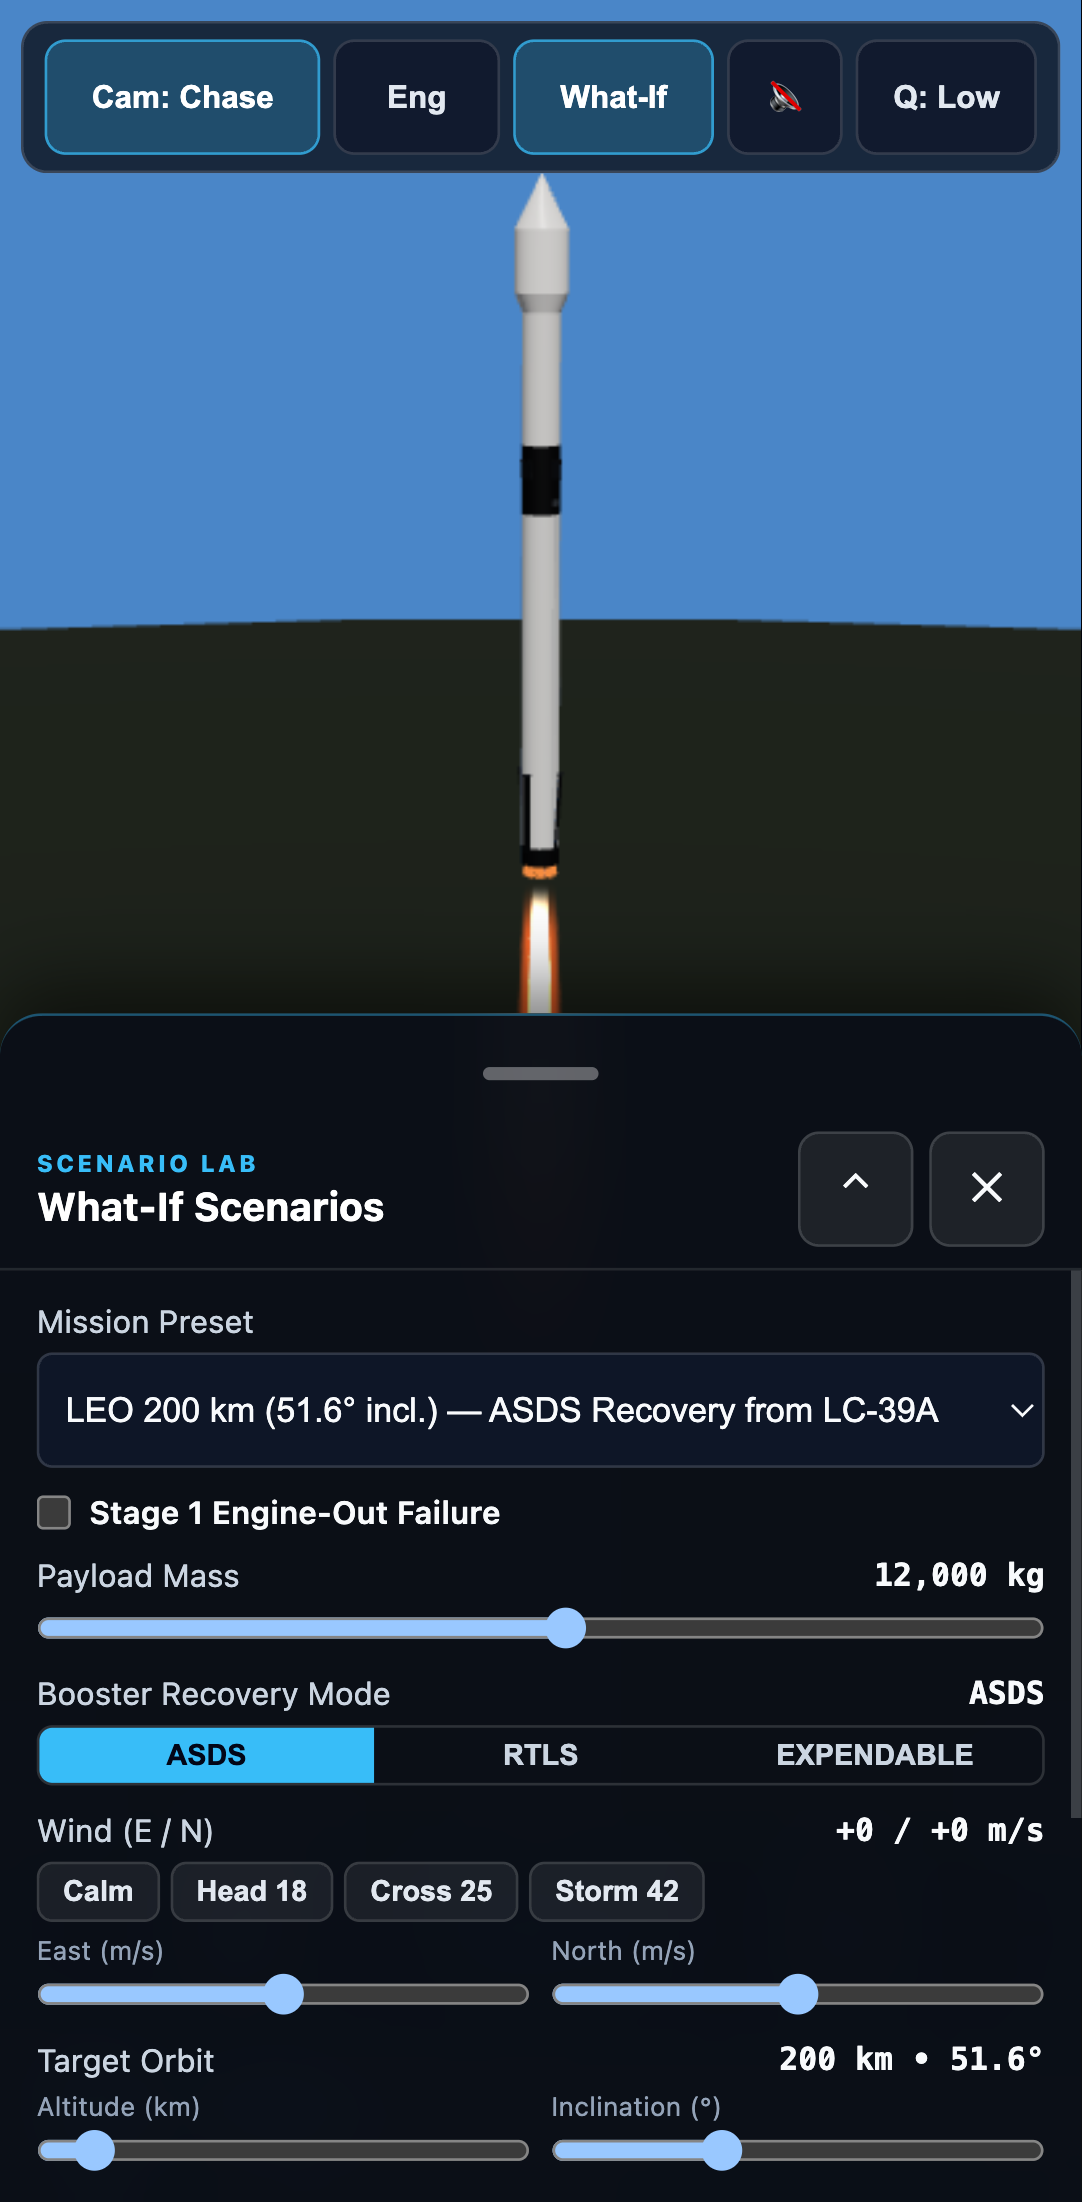 Cam: Chase Eng What-If Q: Low
SCENARIO LAB
What-If Scenarios
Mission Preset
LEO 200 km (51.6° incl.) — ASDS Recovery from LC-39A
Stage 1 Engine-Out Failure
Payload Mass 12,000 kg
Booster Recovery Mode ASDS
ASDS RTLS EXPENDABLE
Wind (E / N) +0 / +0 m/s
Calm Head 18 Cross 25 Storm 42
East (m/s) North (m/s)
Target Orbit 200 km • 51.6°
Altitude (km) Inclination (°)